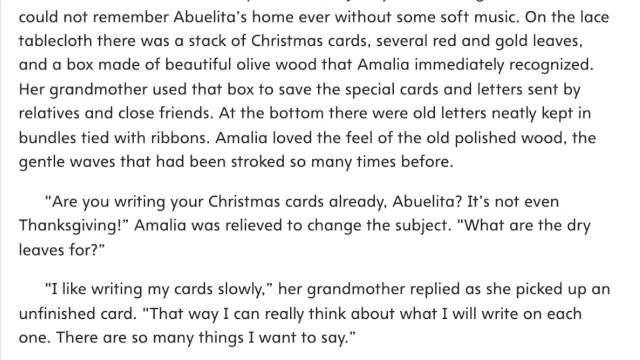 could not remember Abuelita's home ever without some soft music. On the lace
tablecloth there was a stack of Christmas cards, several red and gold leaves,
and a box made of beautiful olive wood that Amalia immediately recognized.
Her grandmother used that box to save the special cards and letters sent by
relatives and close friends. At the bottom there were old letters neatly kept in
bundles tied with ribbons. Amalia loved the feel of the old polished wood, the
gentle waves that had been stroked so many times before.
"Are you writing your Christmas cards already, Abuelita? It's not even
Thanksgiving!” Amalia was relieved to change the subject. "What are the dry
leaves for?”
"I like writing my cards slowly,” her grandmother replied as she picked up an
unfinished card. "That way I can really think about what I will write on each
one. There are so many things I want to say.”